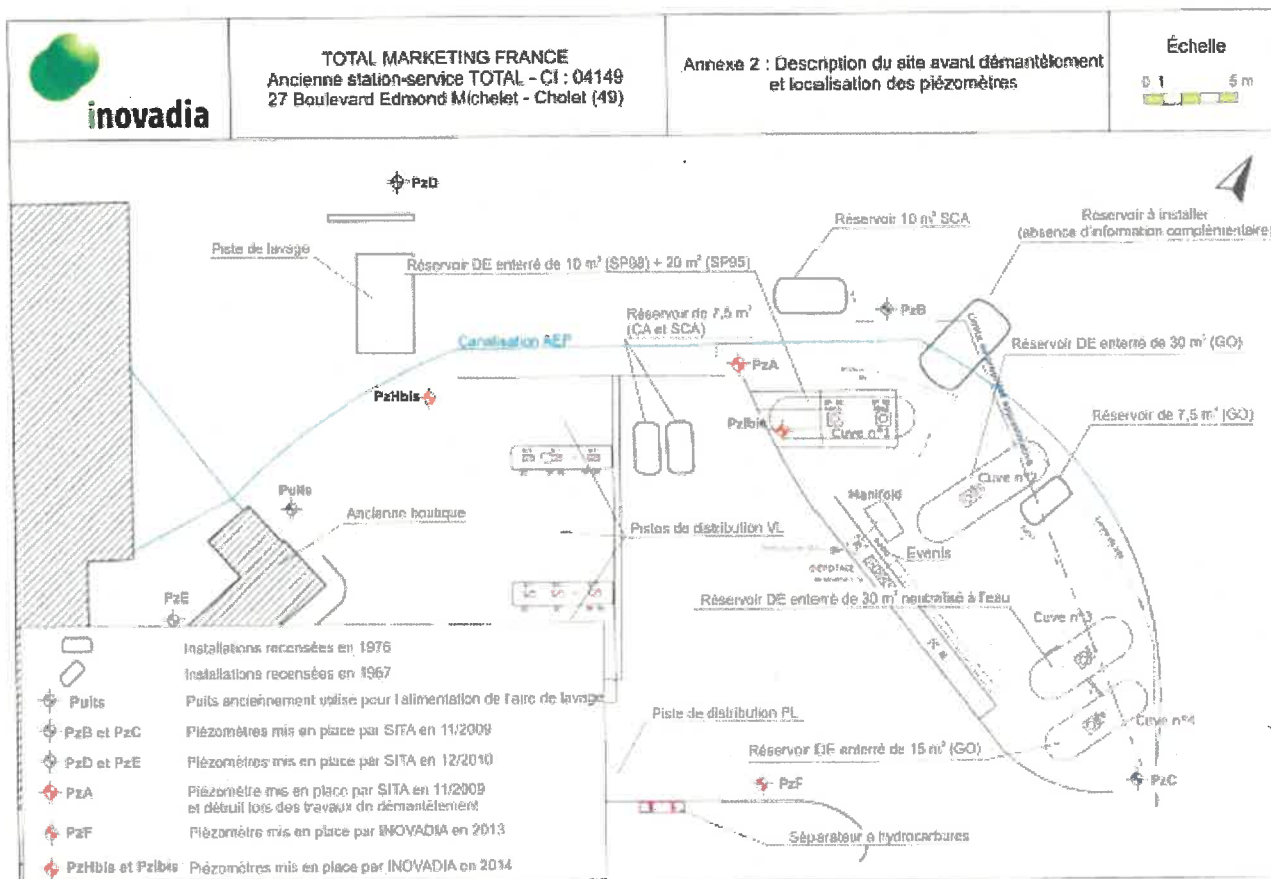 inovadia
TOTAL MARKETING FRANCE
Ancienne station-service TOTAL - CI : 04149
27 Boulevard Edmond Michelet - Cholet (49)
Annexe 2 : Description du site avant démantèlement
et localisation des piézomètres
Échelle
0 1 5 m
PzD
Piste de lavage
Réservoir 10 m³ SCA
Réservoir à installer
(absence d'information complémentaire)
Réservoir DE enterré de 10 m³ (SP98) + 20 m³ (SP95)
Réservoir de 7,5 m³
(CA et SCA)
PzB
Canalisation AEP
Réservoir DE enterré de 30 m³ (GO)
PzA
PzHbis
PzIbis
Cuve n°1
Réservoir de 7,5 m³ (GO)
Cuve n°2
Puits
Manifold
Ancienne boutique
Pistes de distribution VL
Events
DÉPOTAGE
PzE
Réservoir DE enterré de 30 m³ neutralisé à l'eau
Cuve n°3
Piste de distribution PL
Cuve n°4
Réservoir DE enterré de 15 m³ (GO)
PzF
PzC
Séparateur à hydrocarbures
Installations recensées en 1976
Installations recensées en 1967
Puits Puits anciennement utilisé pour l'alimentation de l'aire de lavage
PzB et PzC Piézomètres mis en place par SITA en 11/2009
PzD et PzE Piézomètres mis en place par SITA en 12/2010
PzA Piézomètre mis en place par SITA en 11/2009
et détruit lors des travaux de démantèlement
PzF Piézomètre mis en place par INOVADIA en 2013
PzHbis et PzIbis Piézomètres mis en place par INOVADIA en 2014